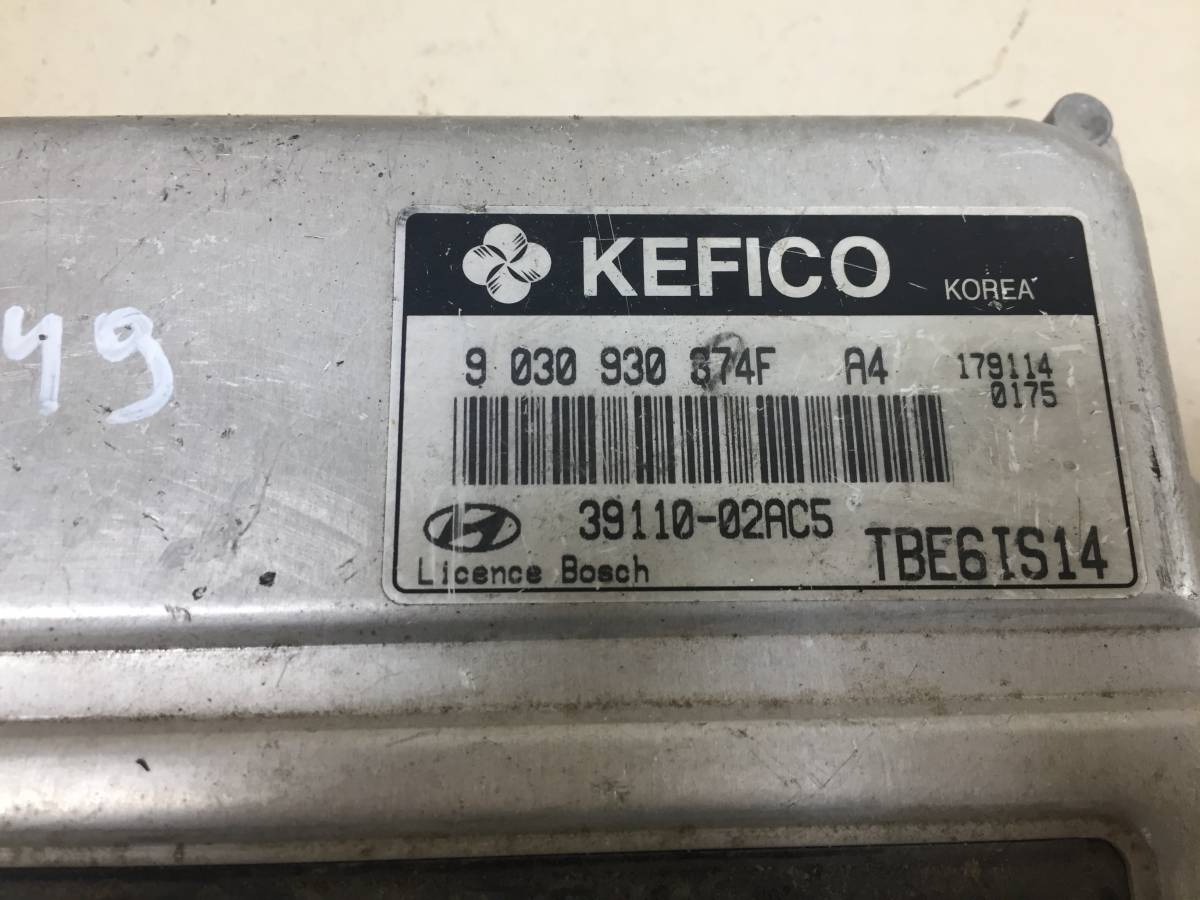 KEFICO KOREA
9 030 930 874F A4 179114
0175
49
39110-02AC5
Licence Bosch TBE6IS14